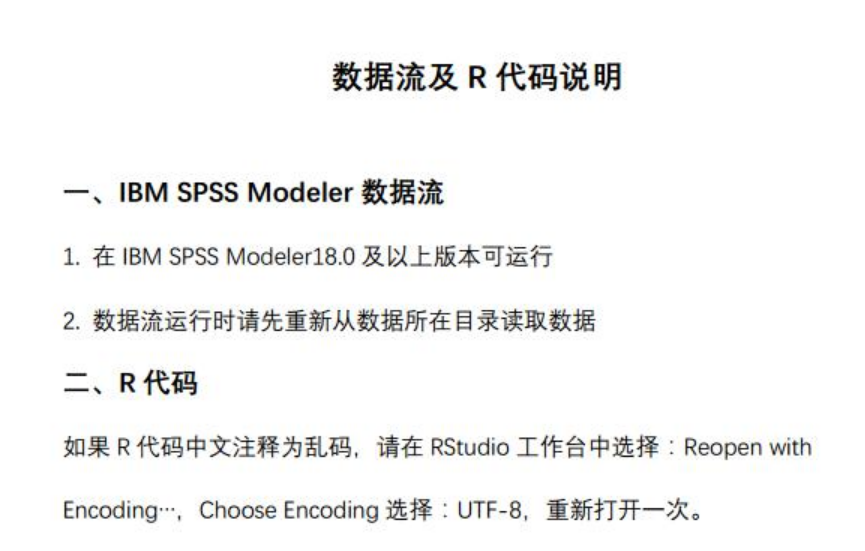 数据流及 R 代码说明
一、IBM SPSS Modeler 数据流
1. 在 IBM SPSS Modeler18.0 及以上版本可运行
2. 数据流运行时请先重新从数据所在目录读取数据
二、R 代码
如果 R 代码中文注释为乱码，请在 RStudio 工作台中选择：Reopen with
Encoding…，Choose Encoding 选择：UTF-8，重新打开一次。